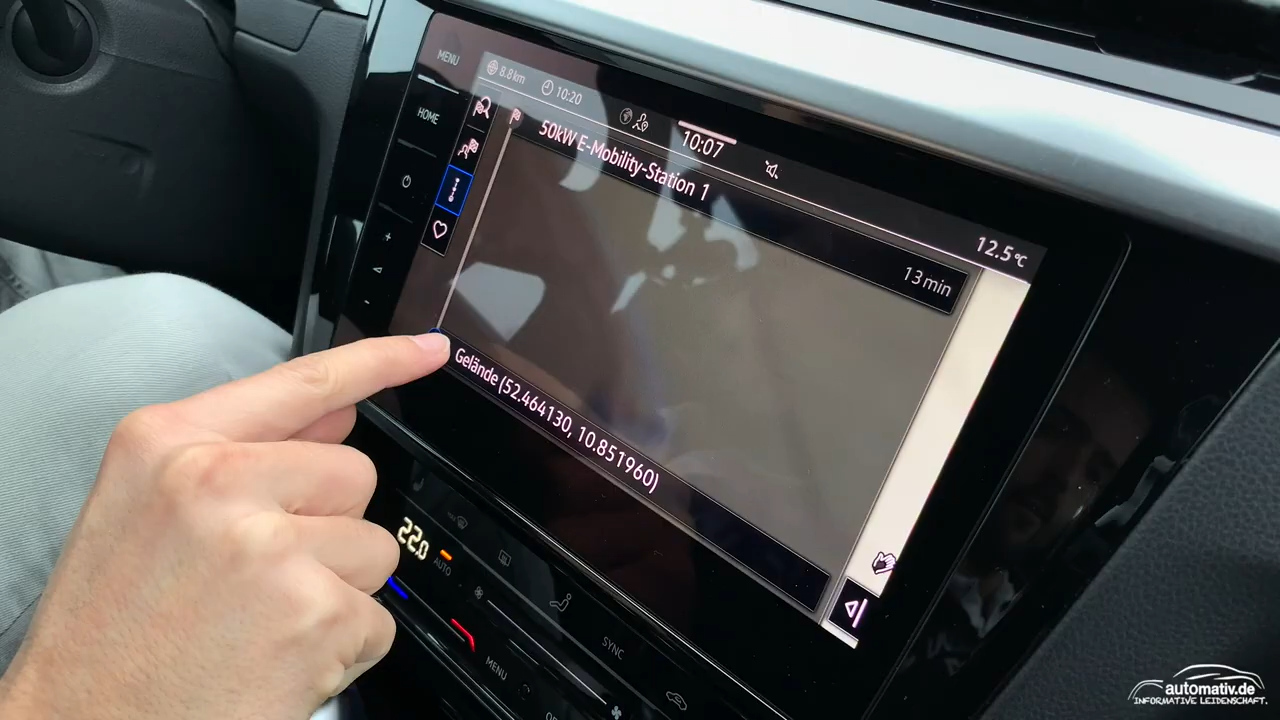 MENU
8.8 km
10:20
10:07
12.5°C
HOME
50kW E-Mobility-Station 1
13 min
Gelände (52.464130, 10.851960)
22.0
AUTO
SYNC
MENU
automativ.de
INFORMATIVE LEIDENSCHAFT.